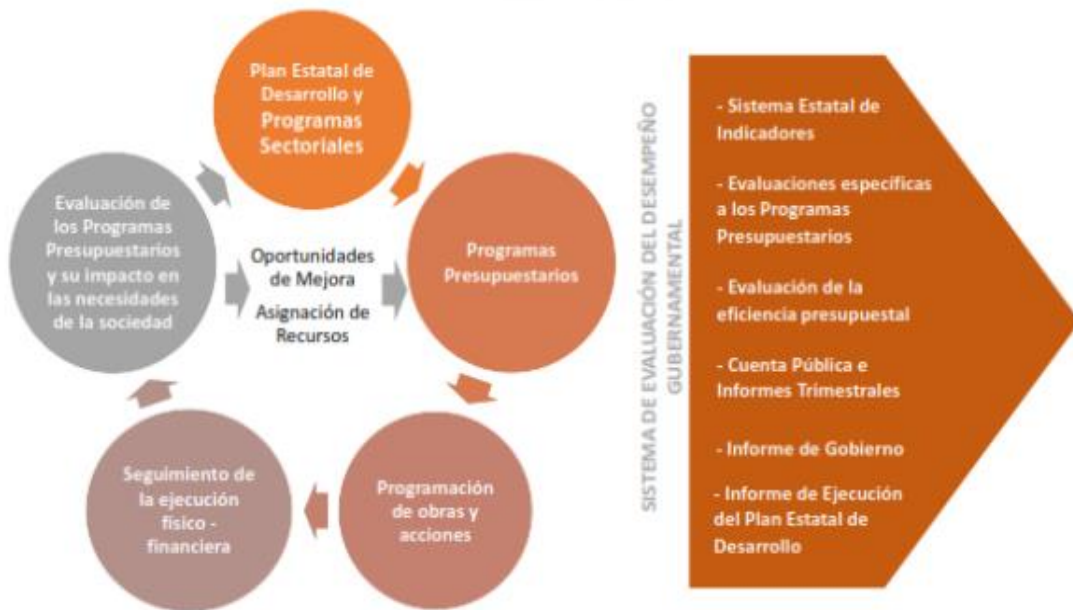 Plan Estatal de
Desarrollo y
Programas
Sectoriales
Programas
Presupuestarios
Programación
de obras y
acciones
Seguimiento de
la ejecución
físico -
financiera
Evaluación de
los Programas
Presupuestarios
y su impacto en
las necesidades
de la sociedad
Oportunidades
de Mejora
Asignación de
Recursos
SISTEMA DE EVALUACIÓN DEL DESEMPEÑO
GUBERNAMENTAL
- Sistema Estatal de
Indicadores
- Evaluaciones específicas
a los Programas
Presupuestarios
- Evaluación de la
eficiencia presupuestal
- Cuenta Pública e
Informes Trimestrales
- Informe de Gobierno
- Informe de Ejecución
del Plan Estatal de
Desarrollo